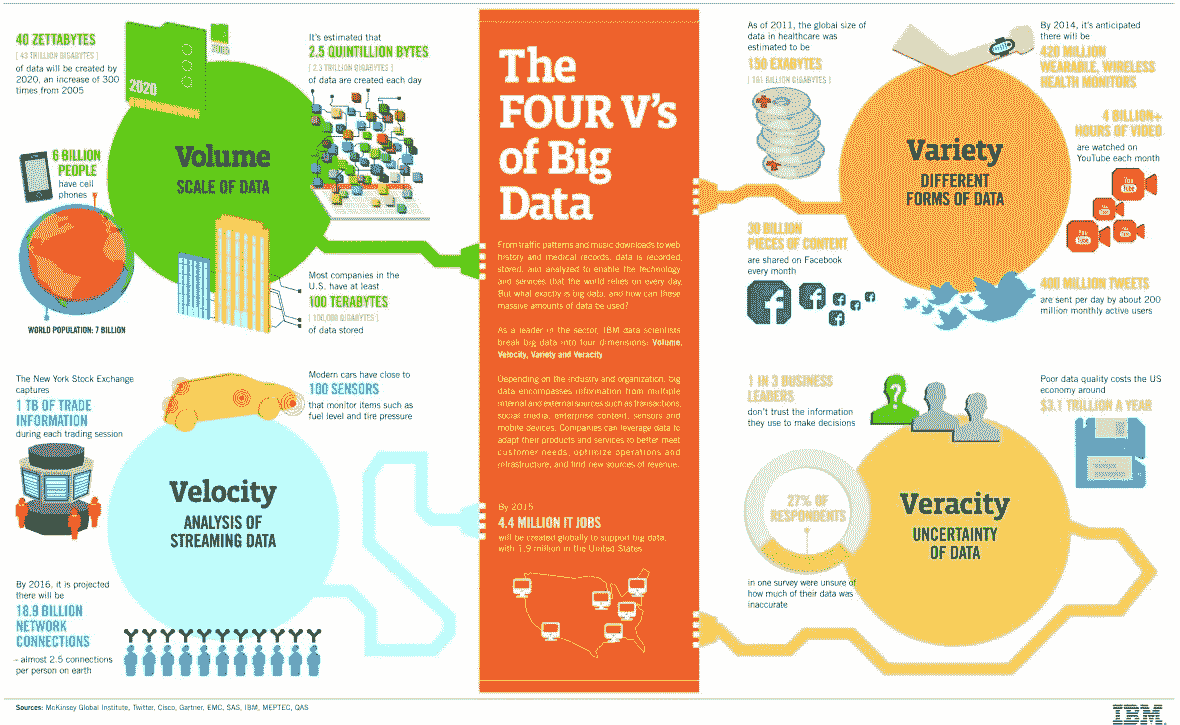 40 ZETTABYTES
[ 43 TRILLION GIGABYTES ]
of data will be created by
2020, an increase of 300
times from 2005
2005
2020
It's estimated that
2.5 QUINTILLION BYTES
[ 2.3 TRILLION GIGABYTES ]
of data are created each day
6 BILLION
PEOPLE
have cell
phones
Volume
SCALE OF DATA
WORLD POPULATION: 7 BILLION
Most companies in the
U.S. have at least
100 TERABYTES
[ 100,000 GIGABYTES ]
of data stored
The New York Stock Exchange
captures
1 TB OF TRADE
INFORMATION
during each trading session
Modern cars have close to
100 SENSORS
that monitor items such as
fuel level and tire pressure
Velocity
ANALYSIS OF
STREAMING DATA
By 2016, it is projected
there will be
18.9 BILLION
NETWORK
CONNECTIONS
– almost 2.5 connections
per person on earth
The
FOUR V's
of Big
Data
From traffic patterns and music downloads to web
history and medical records, data is recorded,
stored, and analyzed to enable the technology
and services that the world relies on every day.
But what exactly is big data, and how can these
massive amounts of data be used?
As a leader in the sector, IBM data scientists
break big data into four dimensions: Volume,
Velocity, Variety and Veracity
Depending on the industry and organization, big
data encompasses information from multiple
internal and external sources such as transactions,
social media, enterprise content, sensors and
mobile devices. Companies can leverage data to
adapt their products and services to better meet
customer needs, optimize operations and
infrastructure, and find new sources of revenue.
By 2015
4.4 MILLION IT JOBS
will be created globally to support big data,
with 1.9 million in the United States
As of 2011, the global size of
data in healthcare was
estimated to be
150 EXABYTES
[ 161 BILLION GIGABYTES ]
By 2014, it's anticipated
there will be
420 MILLION
WEARABLE, WIRELESS
HEALTH MONITORS
4 BILLION+
HOURS OF VIDEO
are watched on
YouTube each month
You
Tube
You
Tube
You
Tube
You
Tube
Variety
DIFFERENT
FORMS OF DATA
30 BILLION
PIECES OF CONTENT
are shared on Facebook
every month
400 MILLION TWEETS
are sent per day by about 200
million monthly active users
1 IN 3 BUSINESS
LEADERS
don't trust the information
they use to make decisions
?
Poor data quality costs the US
economy around
$3.1 TRILLION A YEAR
27% OF
RESPONDENTS
in one survey were unsure of
how much of their data was
inaccurate
Veracity
UNCERTAINTY
OF DATA
Sources: McKinsey Global Institute, Twitter, Cisco, Gartner, EMC, SAS, IBM, MEPTEC, QAS
IBM